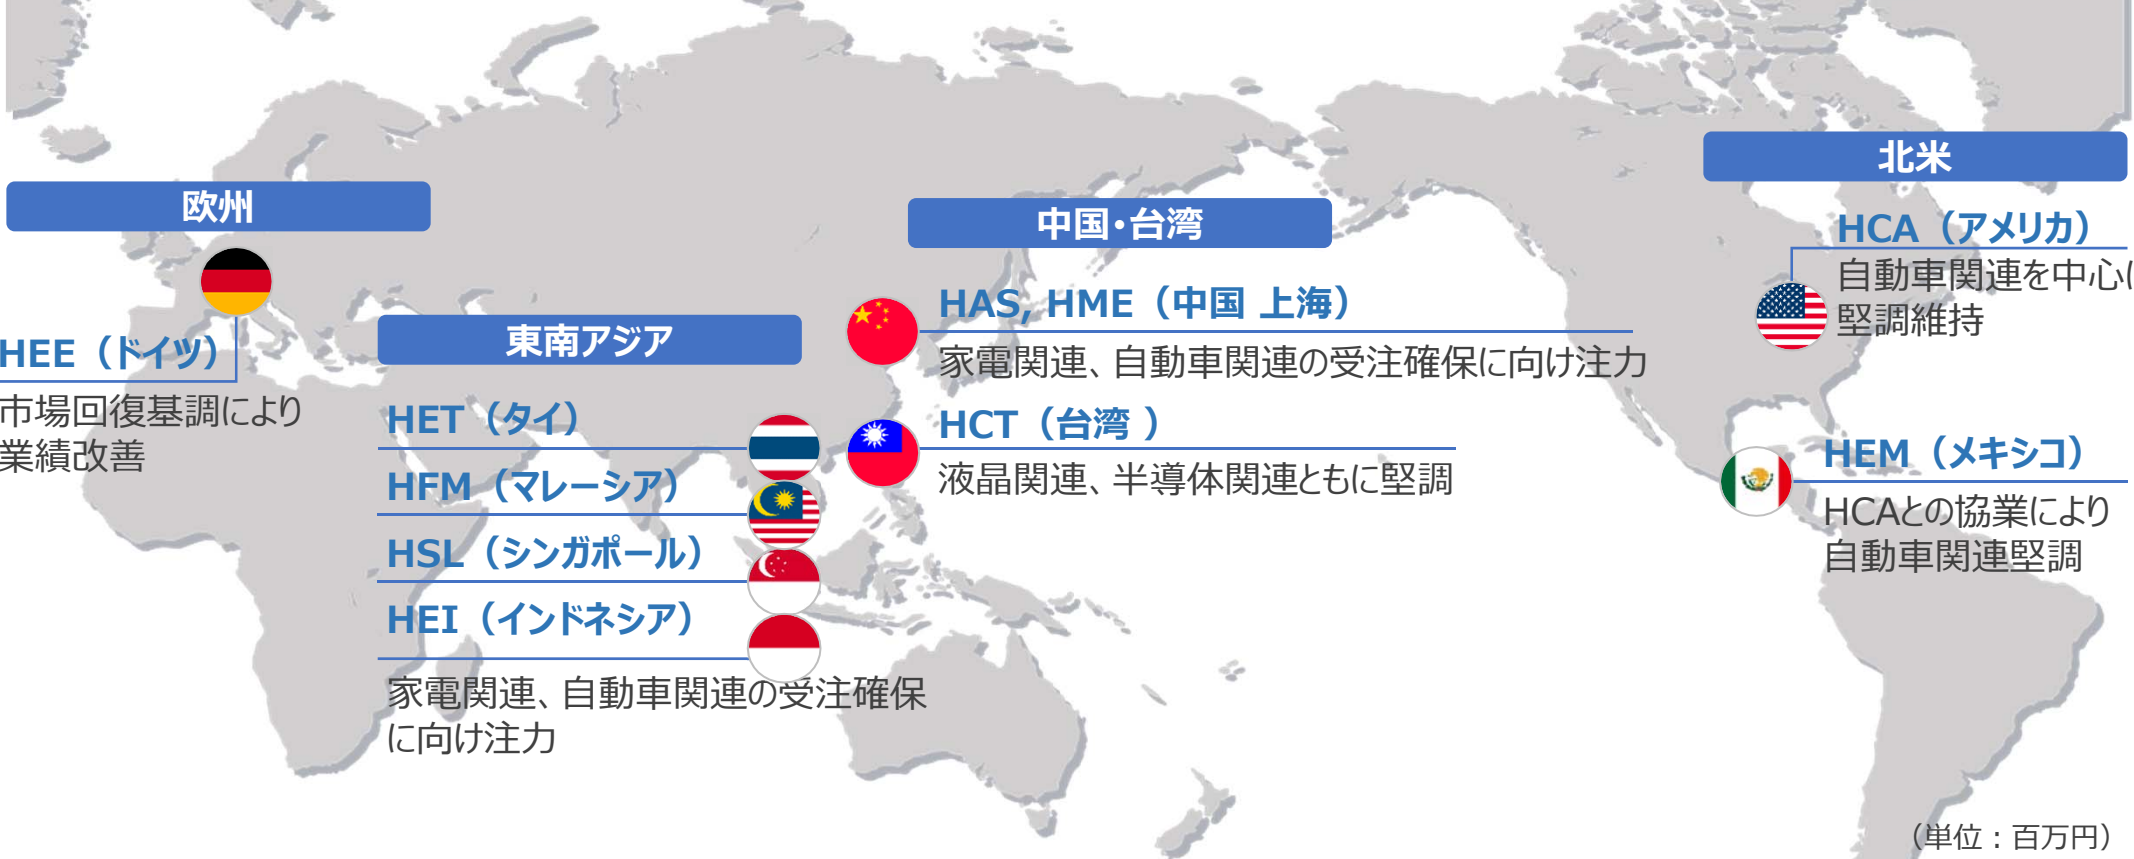 欧州
HEE（ドイツ）
市場回復基調により
業績改善
東南アジア
HET（タイ）
HFM（マレーシア）
HSL（シンガポール）
HEI（インドネシア）
家電関連、自動車関連の受注確保
に向け注力
中国・台湾
HAS, HME（中国 上海）
家電関連、自動車関連の受注確保に向け注力
HCT（台湾 ）
液晶関連、半導体関連ともに堅調
北米
HCA（アメリカ）
自動車関連を中心に
堅調維持
HEM（メキシコ）
HCAとの協業により
自動車関連堅調
（単位：百万円）